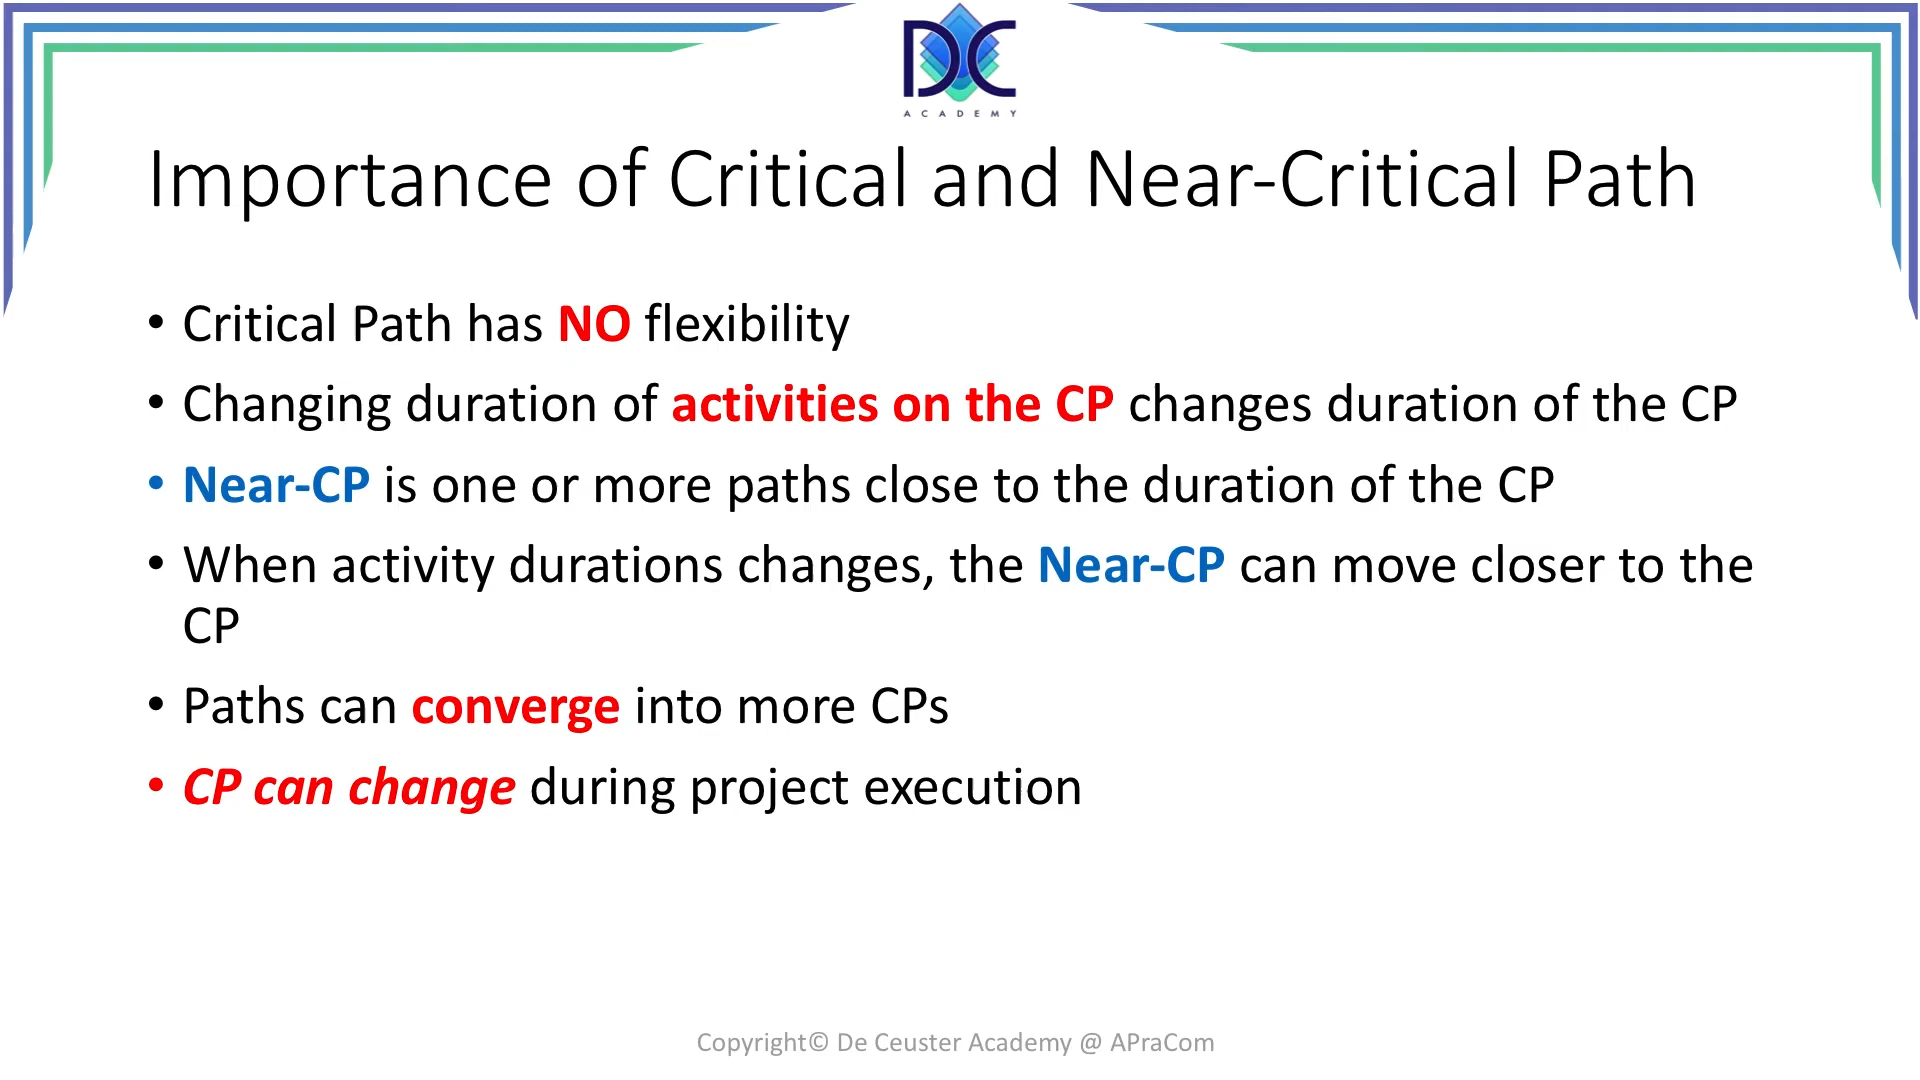 DC
ACADEMY
Importance of Critical and Near-Critical Path
• Critical Path has NO flexibility
• Changing duration of activities on the CP changes duration of the CP
• Near-CP is one or more paths close to the duration of the CP
• When activity durations changes, the Near-CP can move closer to the
CP
• Paths can converge into more CPs
• CP can change during project execution
Copyright© De Ceuster Academy @ APraCom